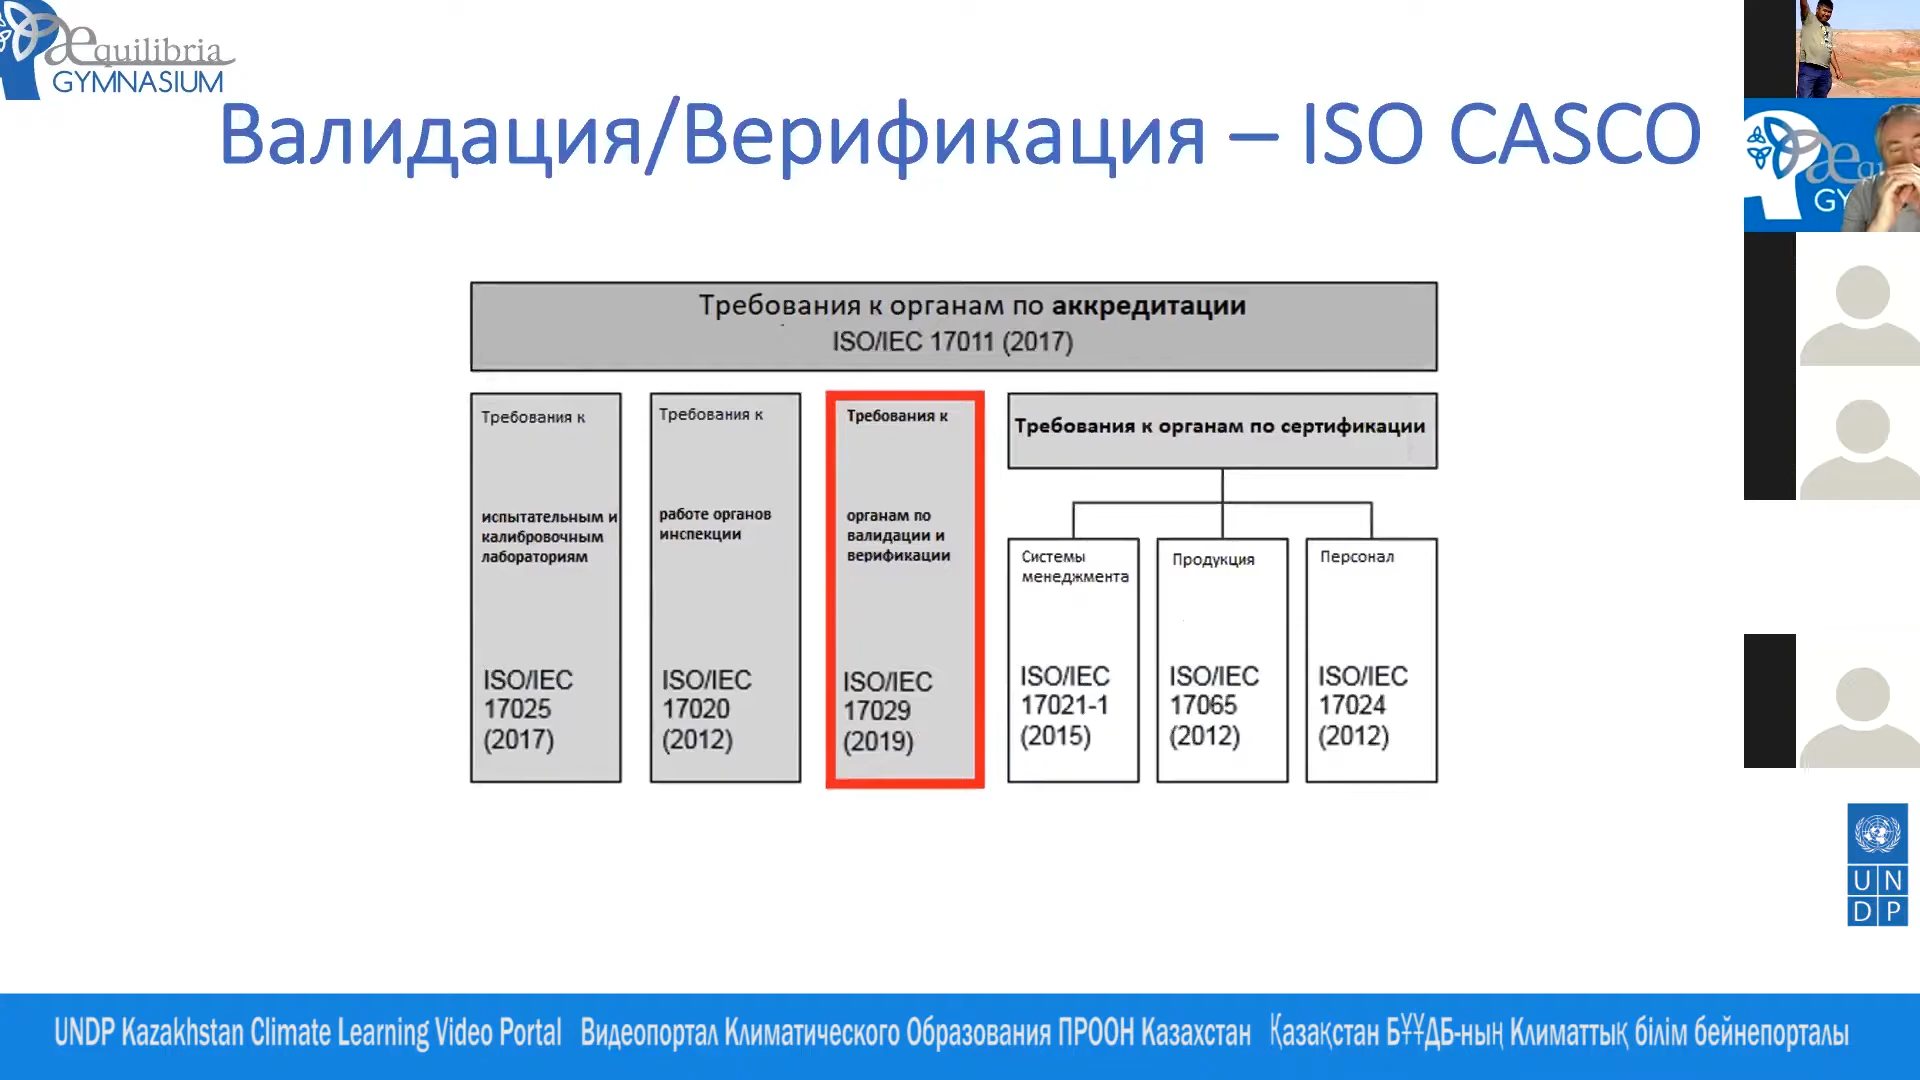 Æquilibria
GYMNASIUM
Валидация/Верификация – ISO CASCO
Требования к органам по аккредитации
ISO/IEC 17011 (2017)
Требования к
испытательным и
калибровочным
лабораториям
ISO/IEC
17025
(2017)
Требования к
работе органов
инспекции
ISO/IEC
17020
(2012)
Требования к
органам по
валидации и
верификации
ISO/IEC
17029
(2019)
Требования к органам по сертификации
Системы
менеджмента
ISO/IEC
17021-1
(2015)
Продукция
ISO/IEC
17065
(2012)
Персонал
ISO/IEC
17024
(2012)
æq
GY
U N
D P
UNDP Kazakhstan Climate Learning Video Portal Видеопортал Климатического Образования ПРООН Казахстан Қазақстан БҰҰДБ-ның Климаттық білім бейнепорталы